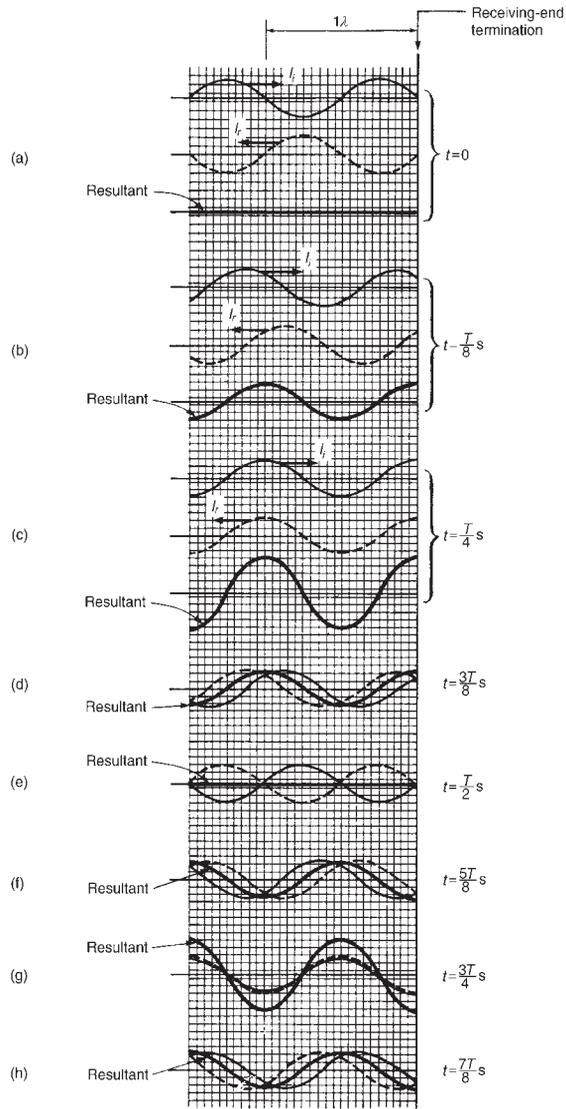 1λ
Receiving-end
termination
(a)
I_i
I_r
Resultant
t=0
(b)
I_i
I_r
Resultant
t–T/8 s
(c)
I_i
I_r
Resultant
t=T/4 s
(d)
Resultant
t=3T/8 s
(e)
Resultant
t=T/2 s
(f)
Resultant
t=5T/8 s
(g)
Resultant
t=3T/4 s
(h)
Resultant
t=7T/8 s